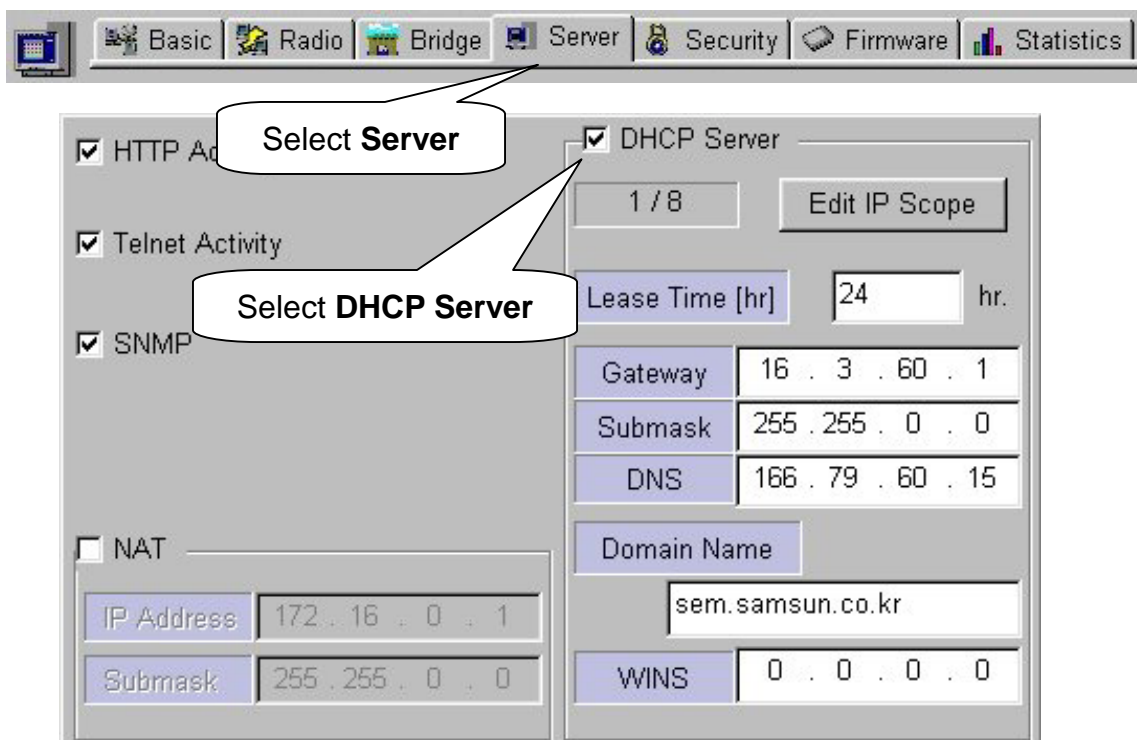 Basic Radio Bridge Server Security Firmware Statistics
Select Server
HTTP Ac
Telnet Activity
SNMP
NAT
IP Address 172 . 16 . 0 . 1
Submask 255 . 255 . 0 . 0
DHCP Server
1 / 8 Edit IP Scope
Select DHCP Server
Lease Time [hr] 24 hr.
Gateway 16 . 3 . 60 . 1
Submask 255 . 255 . 0 . 0
DNS 166 . 79 . 60 . 15
Domain Name
sem.samsun.co.kr
WINS 0 . 0 . 0 . 0